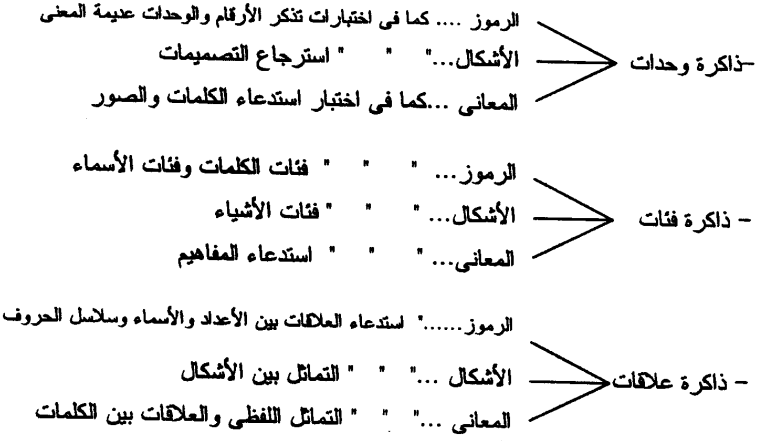 الرموز .... كما فى اختبارات تذكر الأرقام والوحدات عديمة المعنى
-ذاكرة وحدات
الأشكال..." " " استرجاع التصميمات
المعانى ...كما فى اختبار استدعاء الكلمات والصور
الرموز... " " " فئات الكلمات وفئات الأسماء
- ذاكرة فئات
الأشكال... " " " فئات الأشياء
المعانى... " " " استدعاء المفاهيم
الرموز......" استدعاء العلاقات بين الأعداد والأسماء وسلاسل الحروف
- ذاكرة علاقات
الأشكال ..." " " التماثل بين الأشكال
المعانى ..." " " التماثل اللفظى والعلاقات بين الكلمات